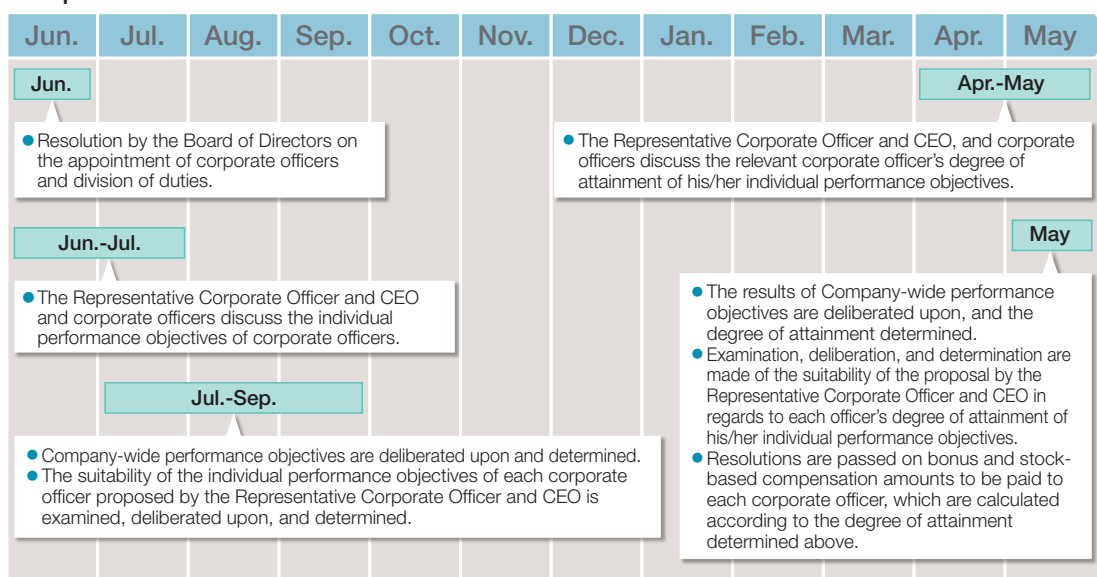 Jun. Jul. Aug. Sep. Oct. Nov. Dec. Jan. Feb. Mar. Apr. May
Jun.
Resolution by the Board of Directors on
the appointment of corporate officers
and division of duties.
Apr.-May
The Representative Corporate Officer and CEO, and corporate
officers discuss the relevant corporate officer's degree of
attainment of his/her individual performance objectives.
Jun.-Jul.
The Representative Corporate Officer and CEO
and corporate officers discuss the individual
performance objectives of corporate officers.
Jul.-Sep.
Company-wide performance objectives are deliberated upon and determined.
The suitability of the individual performance objectives of each corporate
officer proposed by the Representative Corporate Officer and CEO is
examined, deliberated upon, and determined.
May
The results of Company-wide performance
objectives are deliberated upon, and the
degree of attainment determined.
Examination, deliberation, and determination are
made of the suitability of the proposal by the
Representative Corporate Officer and CEO in
regards to each officer's degree of attainment of
his/her individual performance objectives.
Resolutions are passed on bonus and stock-
based compensation amounts to be paid to
each corporate officer, which are calculated
according to the degree of attainment
determined above.